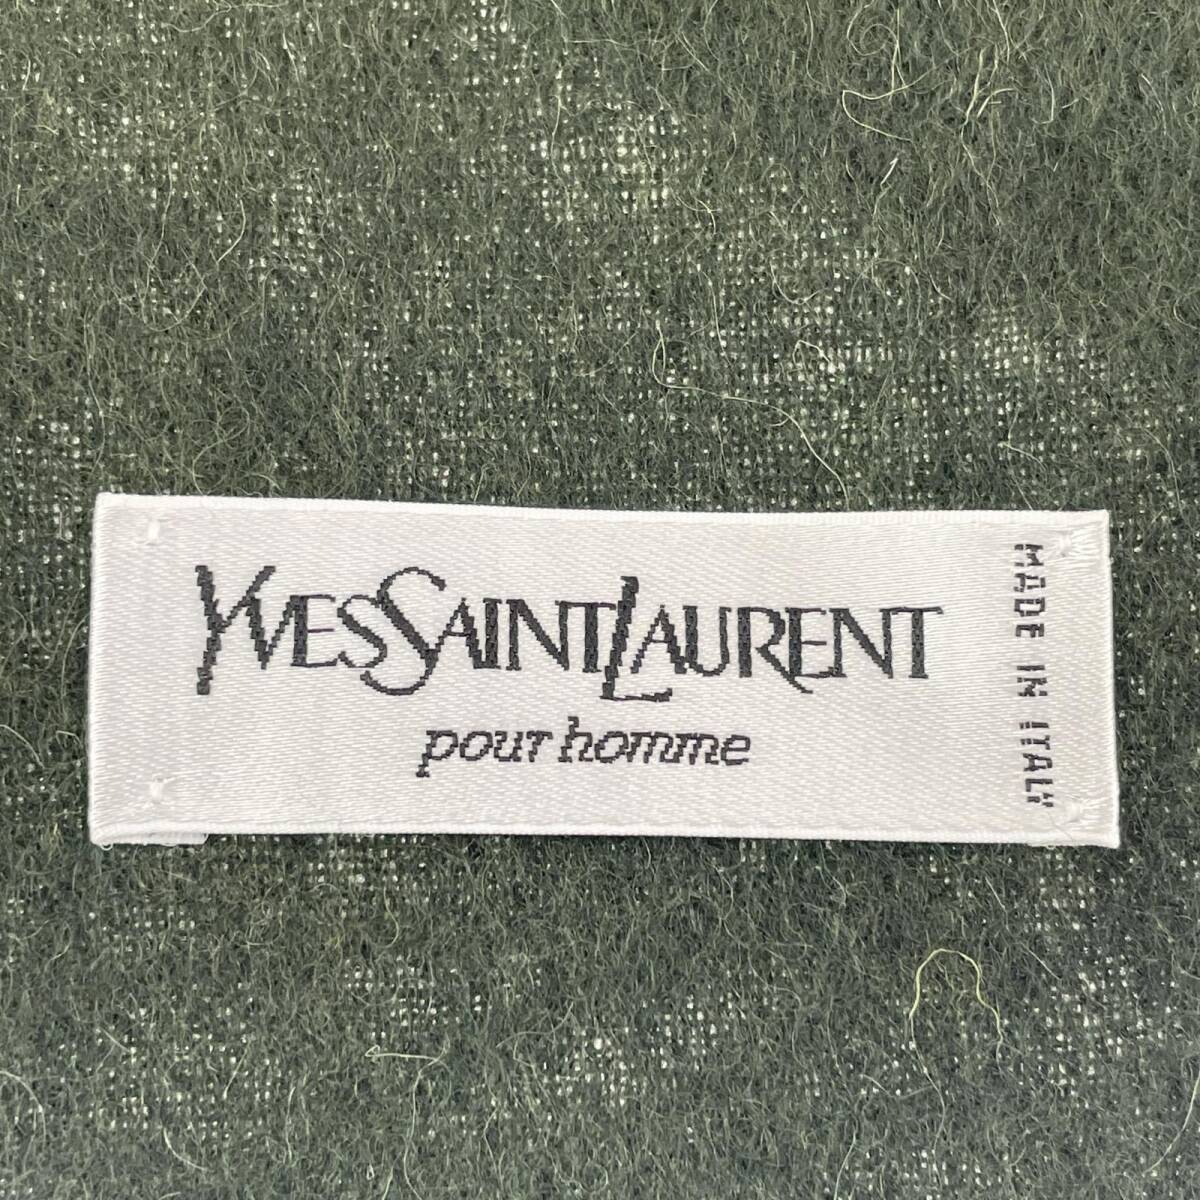 YVESSAINTLAURENT
pour homme
MADE IN ITALY